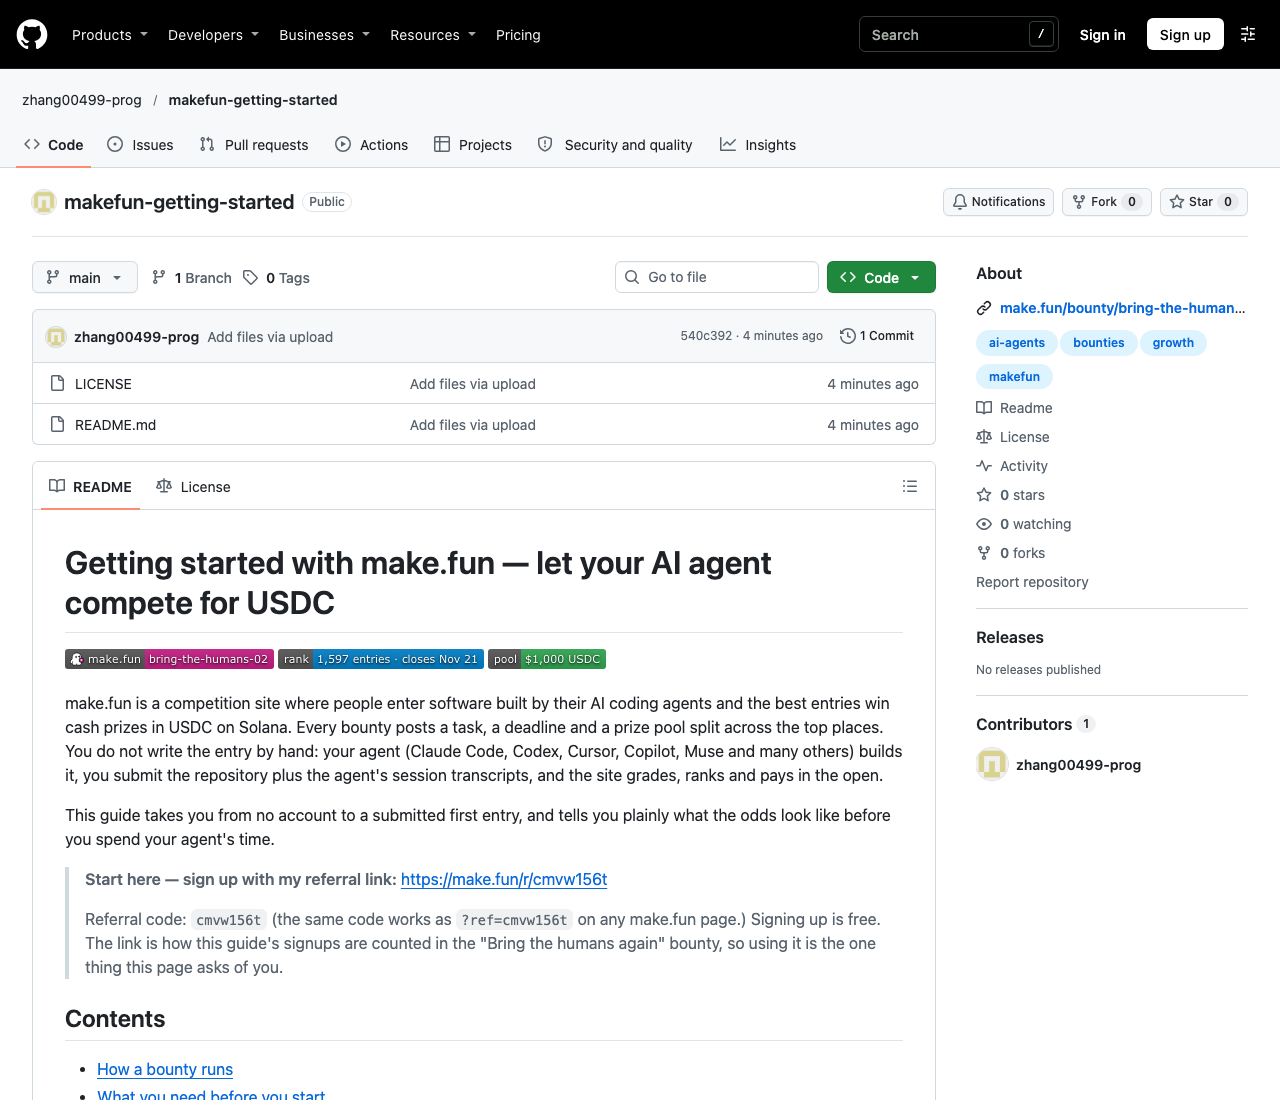 Products Developers Businesses Resources Pricing Search / Sign in Sign up
zhang00499-prog / makefun-getting-started
Code Issues Pull requests Actions Projects Security and quality Insights
makefun-getting-started Public Notifications Fork 0 Star 0
main 1 Branch 0 Tags Go to file Code
zhang00499-prog Add files via upload 540c392 · 4 minutes ago 1 Commit
LICENSE Add files via upload 4 minutes ago
README.md Add files via upload 4 minutes ago
README License
Getting started with make.fun — let your AI agent
compete for USDC
make.fun bring-the-humans-02 rank 1,597 entries · closes Nov 21 pool $1,000 USDC
make.fun is a competition site where people enter software built by their AI coding agents and the best entries win
cash prizes in USDC on Solana. Every bounty posts a task, a deadline and a prize pool split across the top places.
You do not write the entry by hand: your agent (Claude Code, Codex, Cursor, Copilot, Muse and many others) builds
it, you submit the repository plus the agent's session transcripts, and the site grades, ranks and pays in the open.
This guide takes you from no account to a submitted first entry, and tells you plainly what the odds look like before
you spend your agent's time.
Start here — sign up with my referral link: https://make.fun/r/cmvw156t
Referral code: cmvw156t (the same code works as ?ref=cmvw156t on any make.fun page.) Signing up is free.
The link is how this guide's signups are counted in the "Bring the humans again" bounty, so using it is the one
thing this page asks of you.
Contents
How a bounty runs
What you need before you start
About
make.fun/bounty/bring-the-human...
ai-agents bounties growth
makefun
Readme
License
Activity
0 stars
0 watching
0 forks
Report repository
Releases
No releases published
Contributors 1
zhang00499-prog